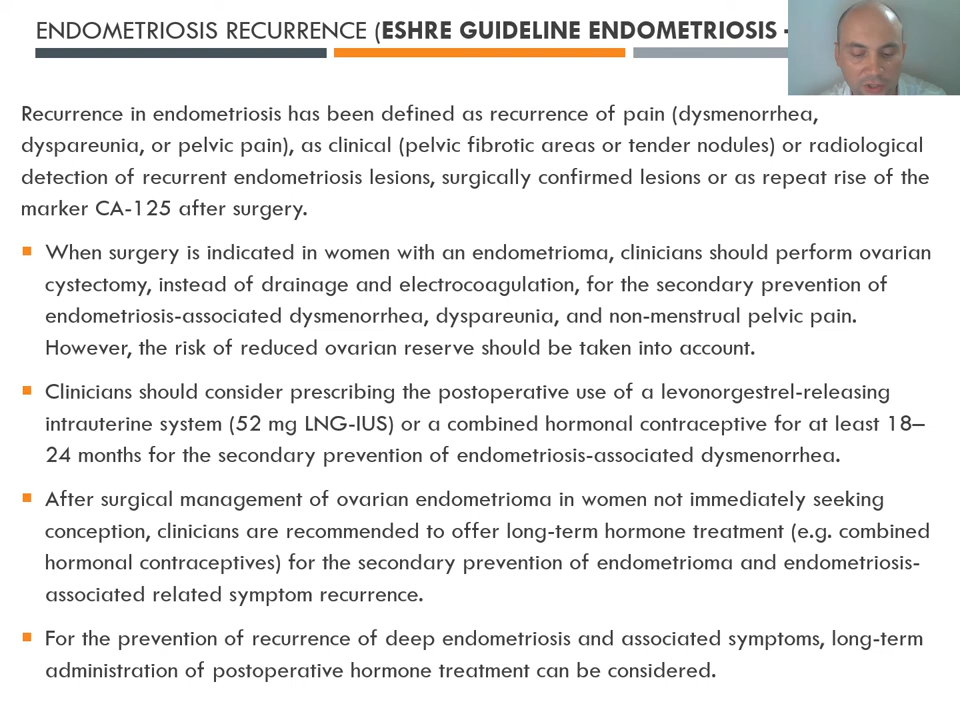 ENDOMETRIOSIS RECURRENCE (ESHRE GUIDELINE ENDOMETRIOSIS -
Recurrence in endometriosis has been defined as recurrence of pain (dysmenorrhea,
dyspareunia, or pelvic pain), as clinical (pelvic fibrotic areas or tender nodules) or radiological
detection of recurrent endometriosis lesions, surgically confirmed lesions or as repeat rise of the
marker CA-125 after surgery.
■ When surgery is indicated in women with an endometrioma, clinicians should perform ovarian
cystectomy, instead of drainage and electrocoagulation, for the secondary prevention of
endometriosis-associated dysmenorrhea, dyspareunia, and non-menstrual pelvic pain.
However, the risk of reduced ovarian reserve should be taken into account.
■ Clinicians should consider prescribing the postoperative use of a levonorgestrel-releasing
intrauterine system (52 mg LNG-IUS) or a combined hormonal contraceptive for at least 18–
24 months for the secondary prevention of endometriosis-associated dysmenorrhea.
■ After surgical management of ovarian endometrioma in women not immediately seeking
conception, clinicians are recommended to offer long-term hormone treatment (e.g. combined
hormonal contraceptives) for the secondary prevention of endometrioma and endometriosis-
associated related symptom recurrence.
■ For the prevention of recurrence of deep endometriosis and associated symptoms, long-term
administration of postoperative hormone treatment can be considered.